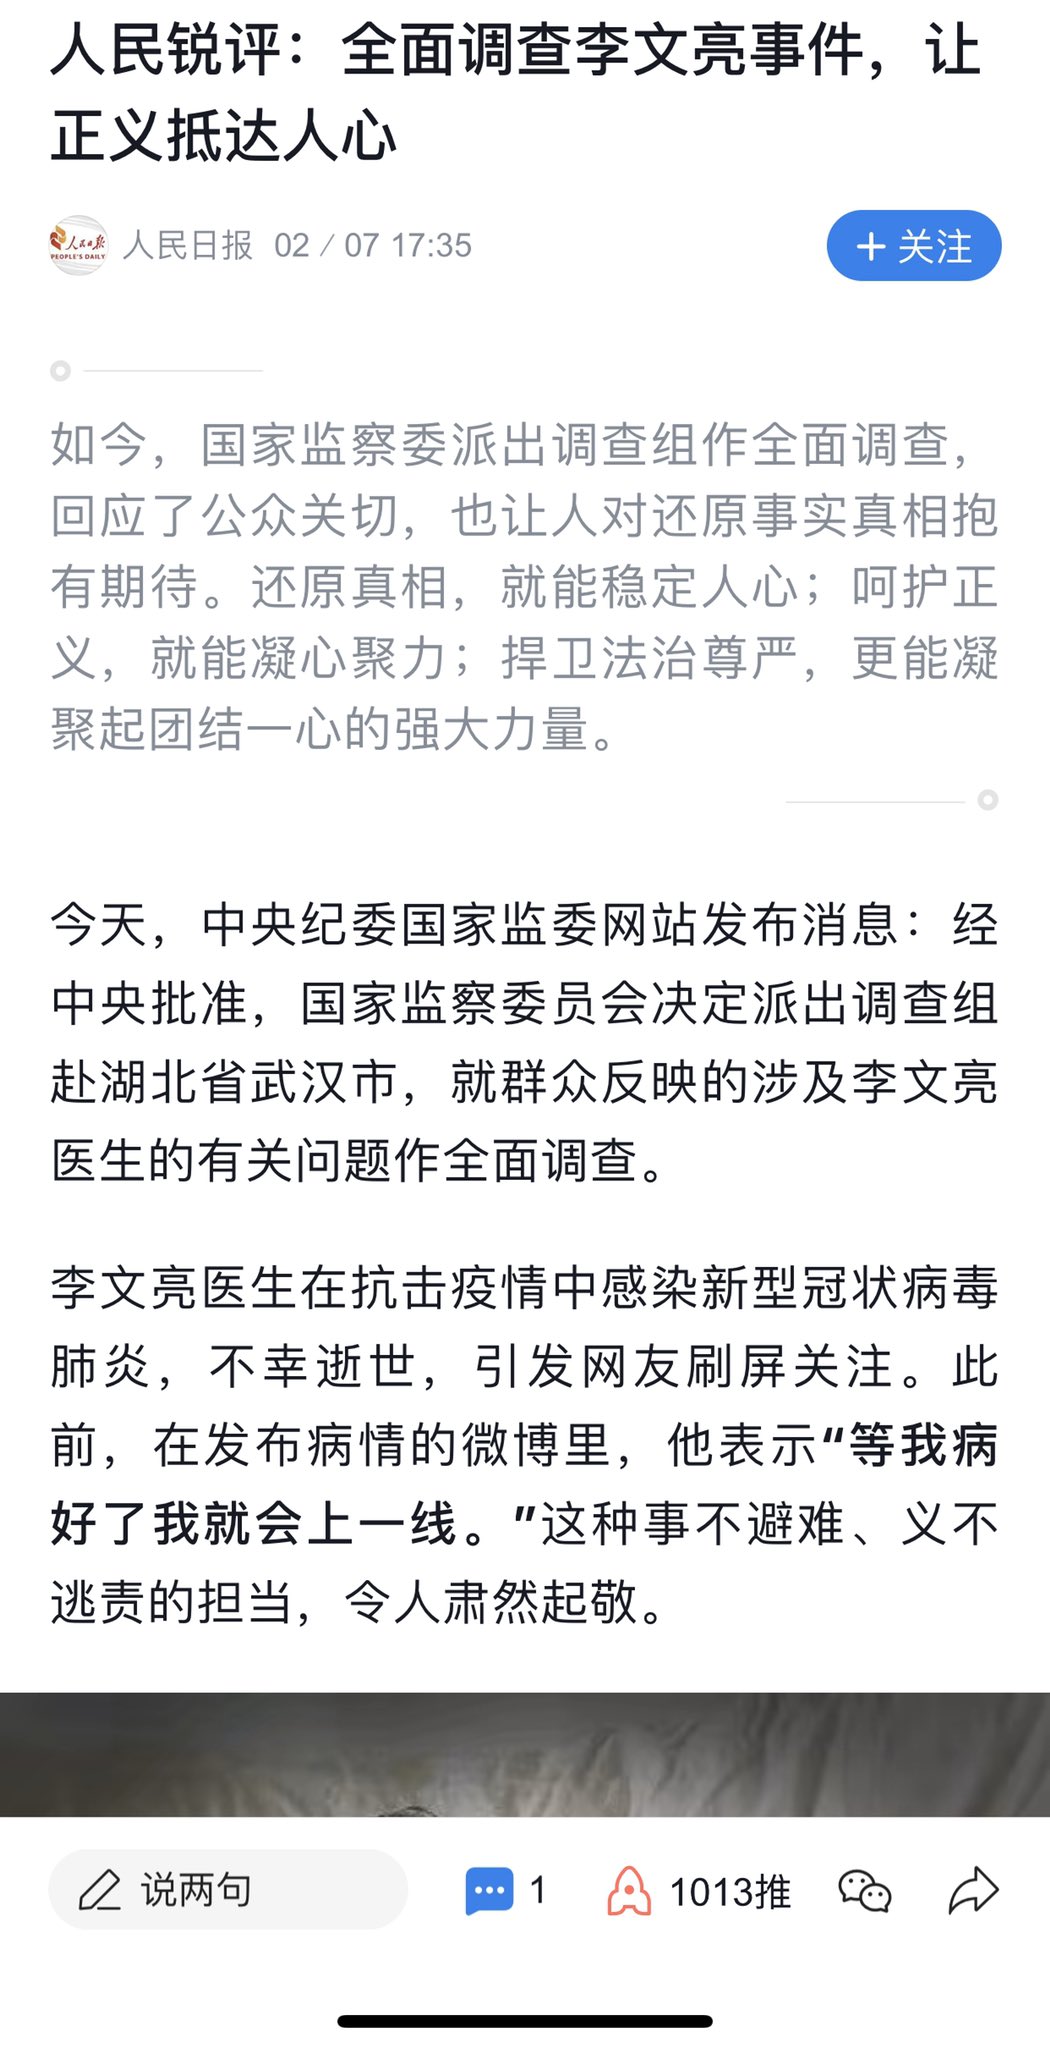 人民锐评：全面调查李文亮事件，让
正义抵达人心
人民日报
PEOPLE'S DAILY
人民日报 02 / 07 17:35
+ 关注
如今，国家监察委派出调查组作全面调查，
回应了公众关切，也让人对还原事实真相抱
有期待。还原真相，就能稳定人心；呵护正
义，就能凝心聚力；捍卫法治尊严，更能凝
聚起团结一心的强大力量。
今天，中央纪委国家监委网站发布消息：经
中央批准，国家监察委员会决定派出调查组
赴湖北省武汉市，就群众反映的涉及李文亮
医生的有关问题作全面调查。
李文亮医生在抗击疫情中感染新型冠状病毒
肺炎，不幸逝世，引发网友刷屏关注。此
前，在发布病情的微博里，他表示“等我病
好了我就会上一线。”这种事不避难、义不
逃责的担当，令人肃然起敬。
说两句
1
1013推